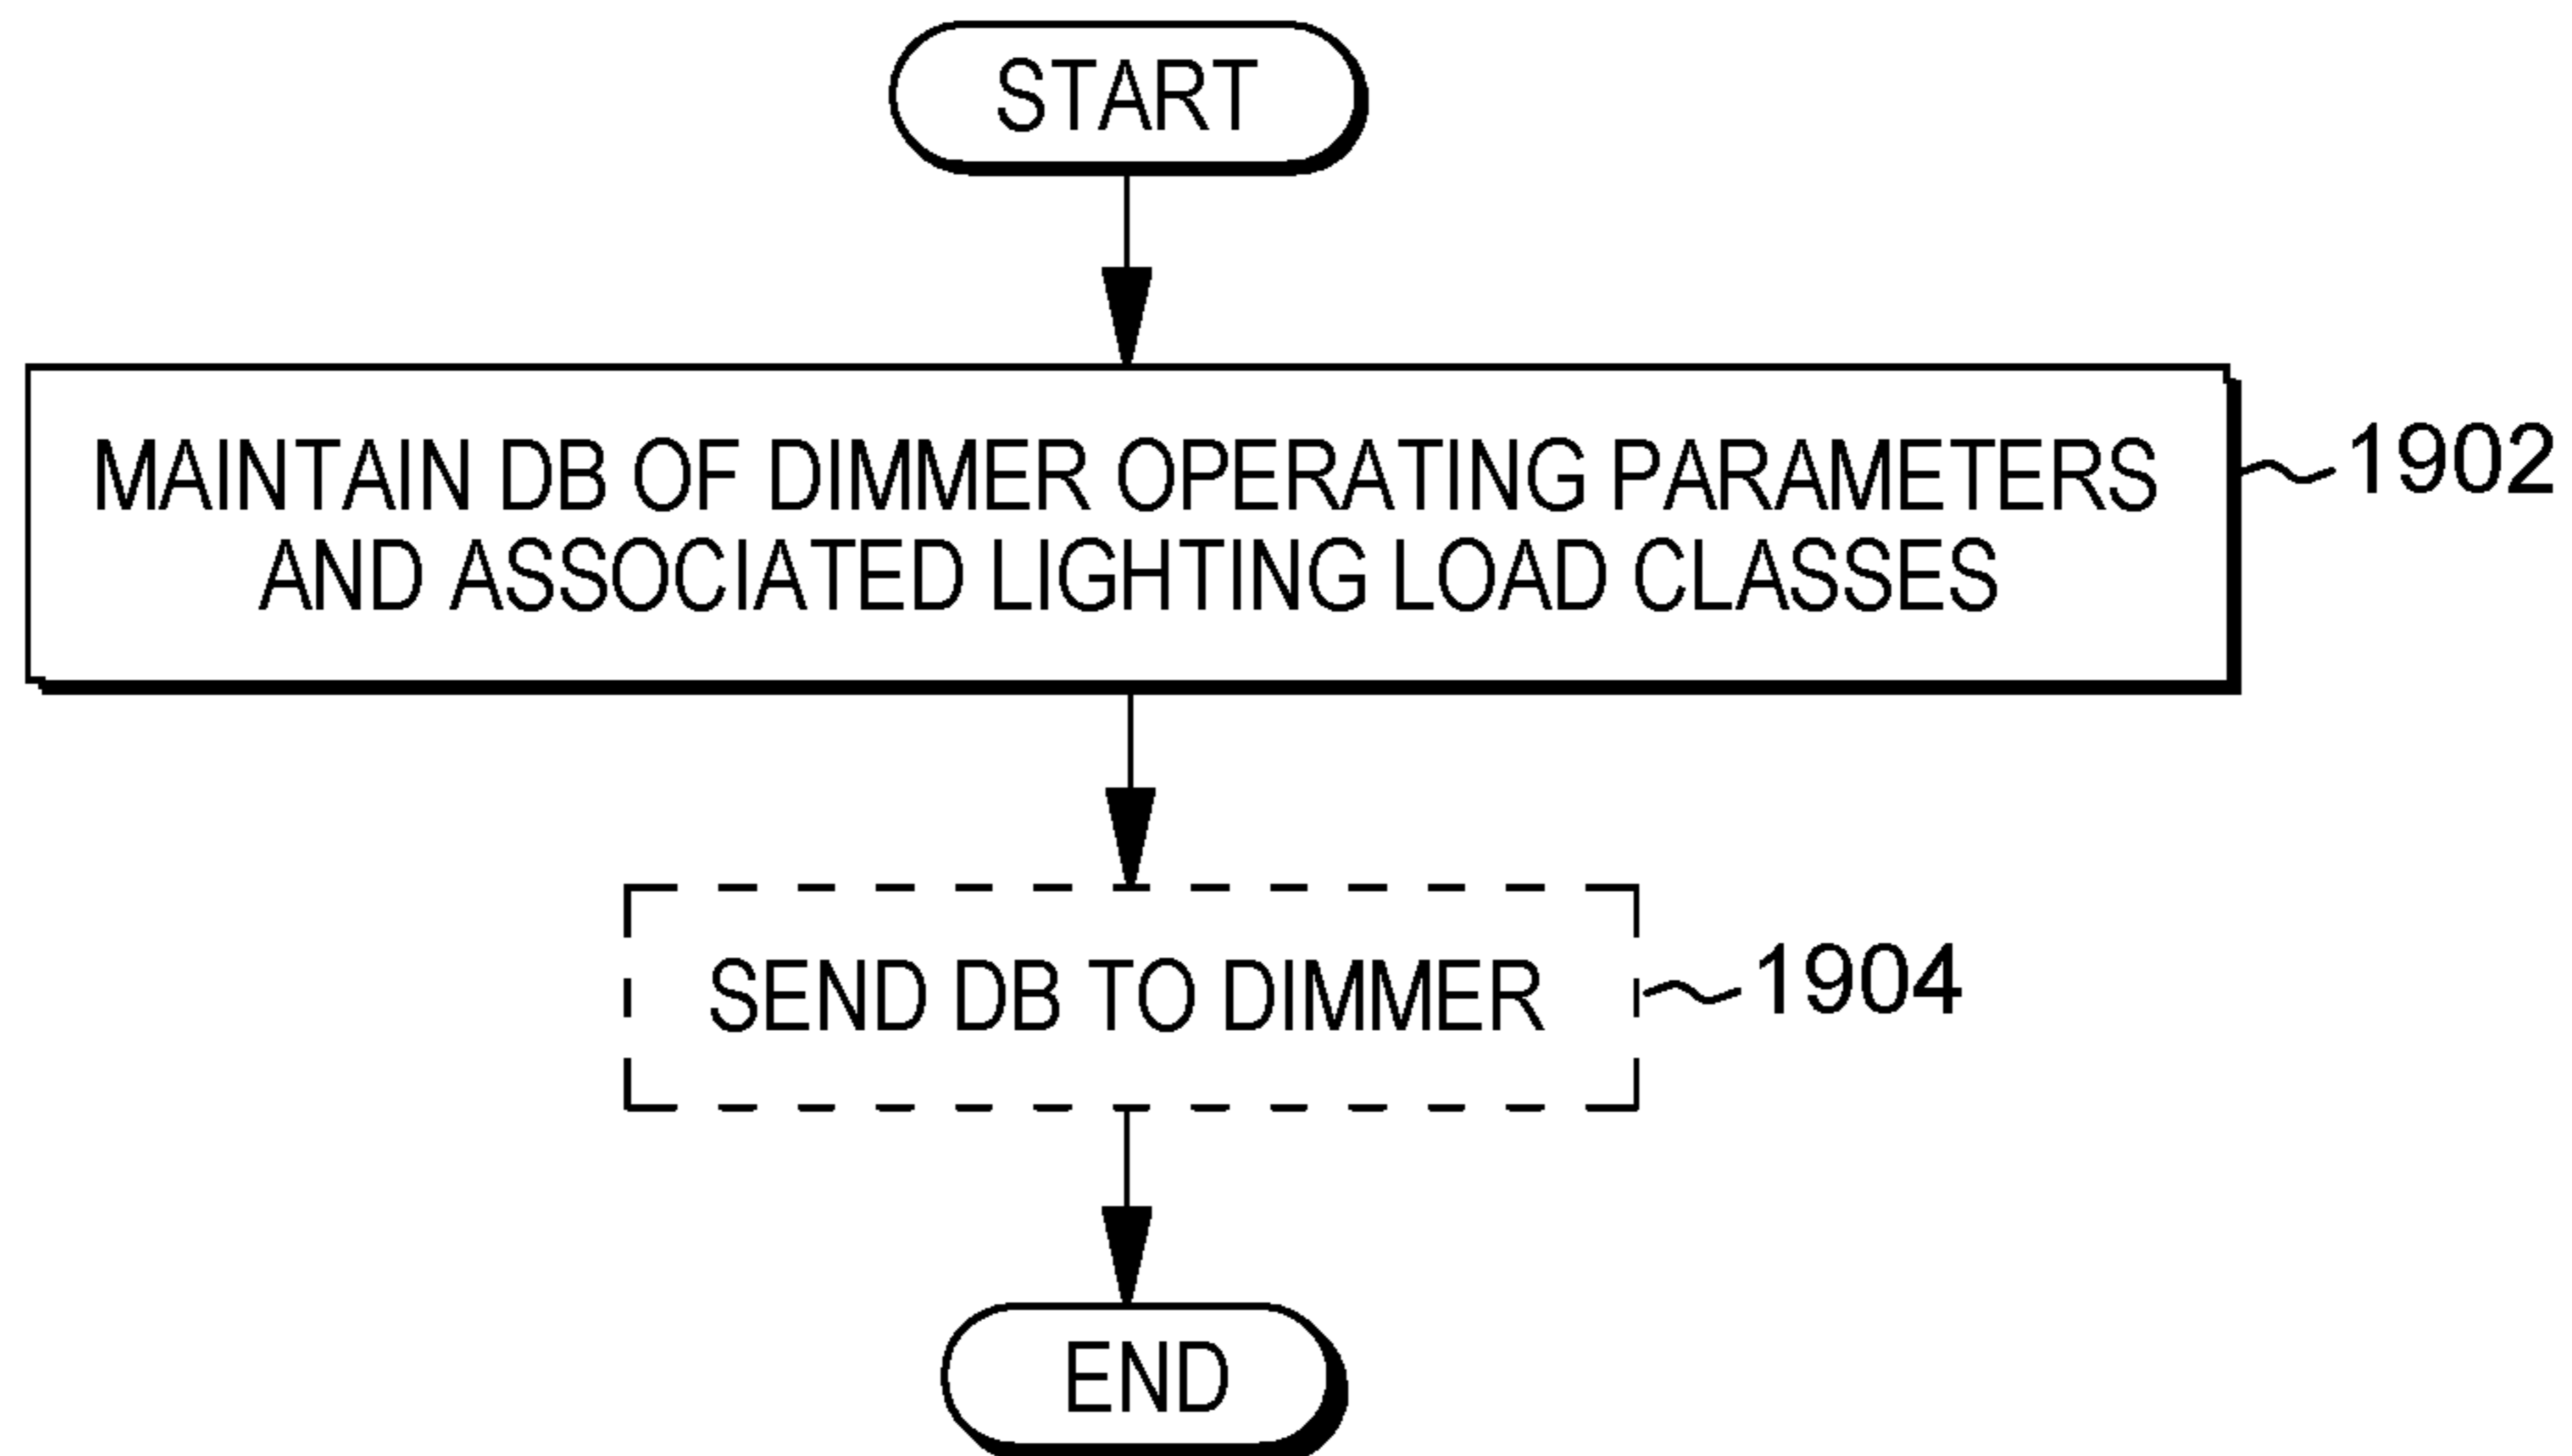 START
MAINTAIN DB OF DIMMER OPERATING PARAMETERS
AND ASSOCIATED LIGHTING LOAD CLASSES
1902
SEND DB TO DIMMER
1904
END